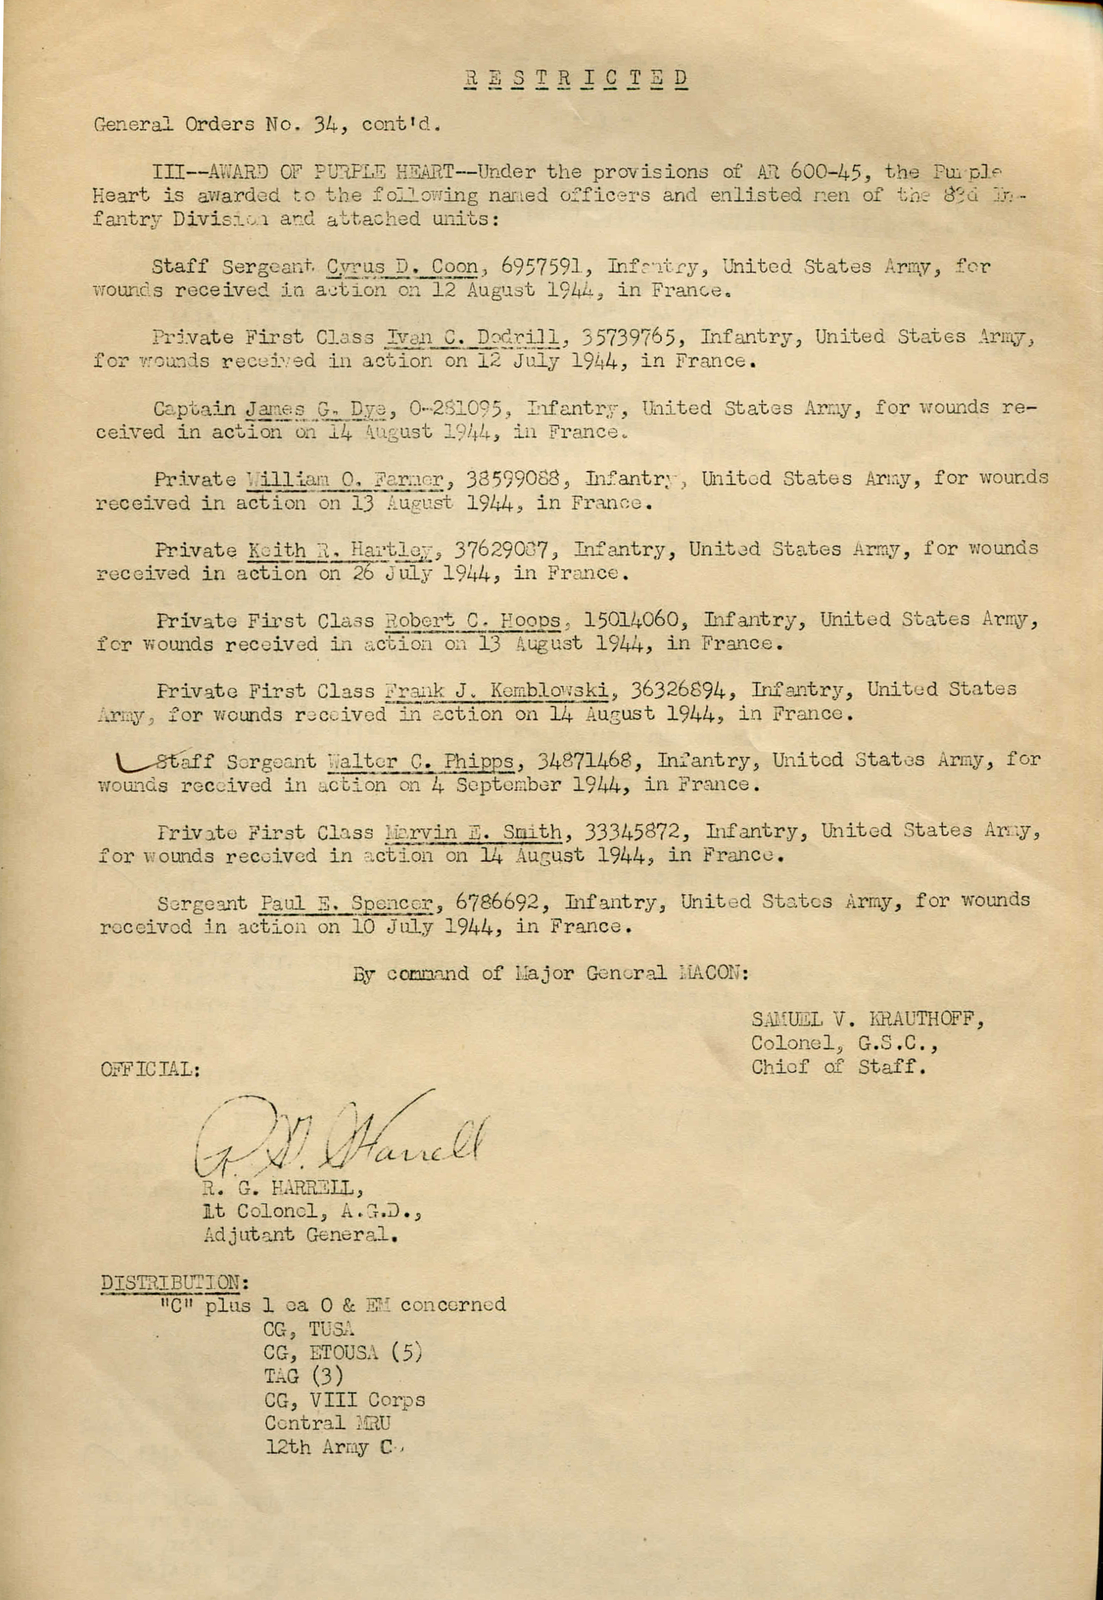 R E S T R I C T E D
General Orders No. 34, cont'd.
III--AWARD OF PURPLE HEART--Under the provisions of AR 600-45, the Purple
Heart is awarded to the following named officers and enlisted men of the 83d In-
fantry Division and attached units:
Staff Sergeant Cyrus D. Coon, 6957591, Infantry, United States Army, for
wounds received in action on 12 August 1944, in France.
Private First Class Ivan C. Dodrill, 35739765, Infantry, United States Army,
for wounds received in action on 12 July 1944, in France.
Captain James G. Dye, O-281095, Infantry, United States Army, for wounds re-
ceived in action on 14 August 1944, in France.
Private William O. Farmer, 38599088, Infantry, United States Army, for wounds
received in action on 13 August 1944, in France.
Private Keith R. Hartley, 37629087, Infantry, United States Army, for wounds
received in action on 26 July 1944, in France.
Private First Class Robert C. Hoops, 15014060, Infantry, United States Army,
for wounds received in action on 13 August 1944, in France.
Private First Class Frank J. Komblowski, 36326894, Infantry, United States
Army, for wounds received in action on 14 August 1944, in France.
Staff Sergeant Walter C. Phipps, 34871468, Infantry, United States Army, for
wounds received in action on 4 September 1944, in France.
Private First Class Marvin E. Smith, 33345872, Infantry, United States Army,
for wounds received in action on 14 August 1944, in France.
Sergeant Paul E. Spencer, 6786692, Infantry, United States Army, for wounds
received in action on 10 July 1944, in France.
By command of Major General MACON:
SAMUEL V. KRAUTHOFF,
Colonel, G.S.C.,
Chief of Staff.
OFFICIAL:
R. G. Harrell
R. G. HARRELL,
Lt Colonel, A.G.D.,
Adjutant General.
DISTRIBUTION:
"C" plus 1 ea O & EM concerned
CG, TUSA
CG, ETOUSA (5)
TAG (3)
CG, VIII Corps
Central MRU
12th Army